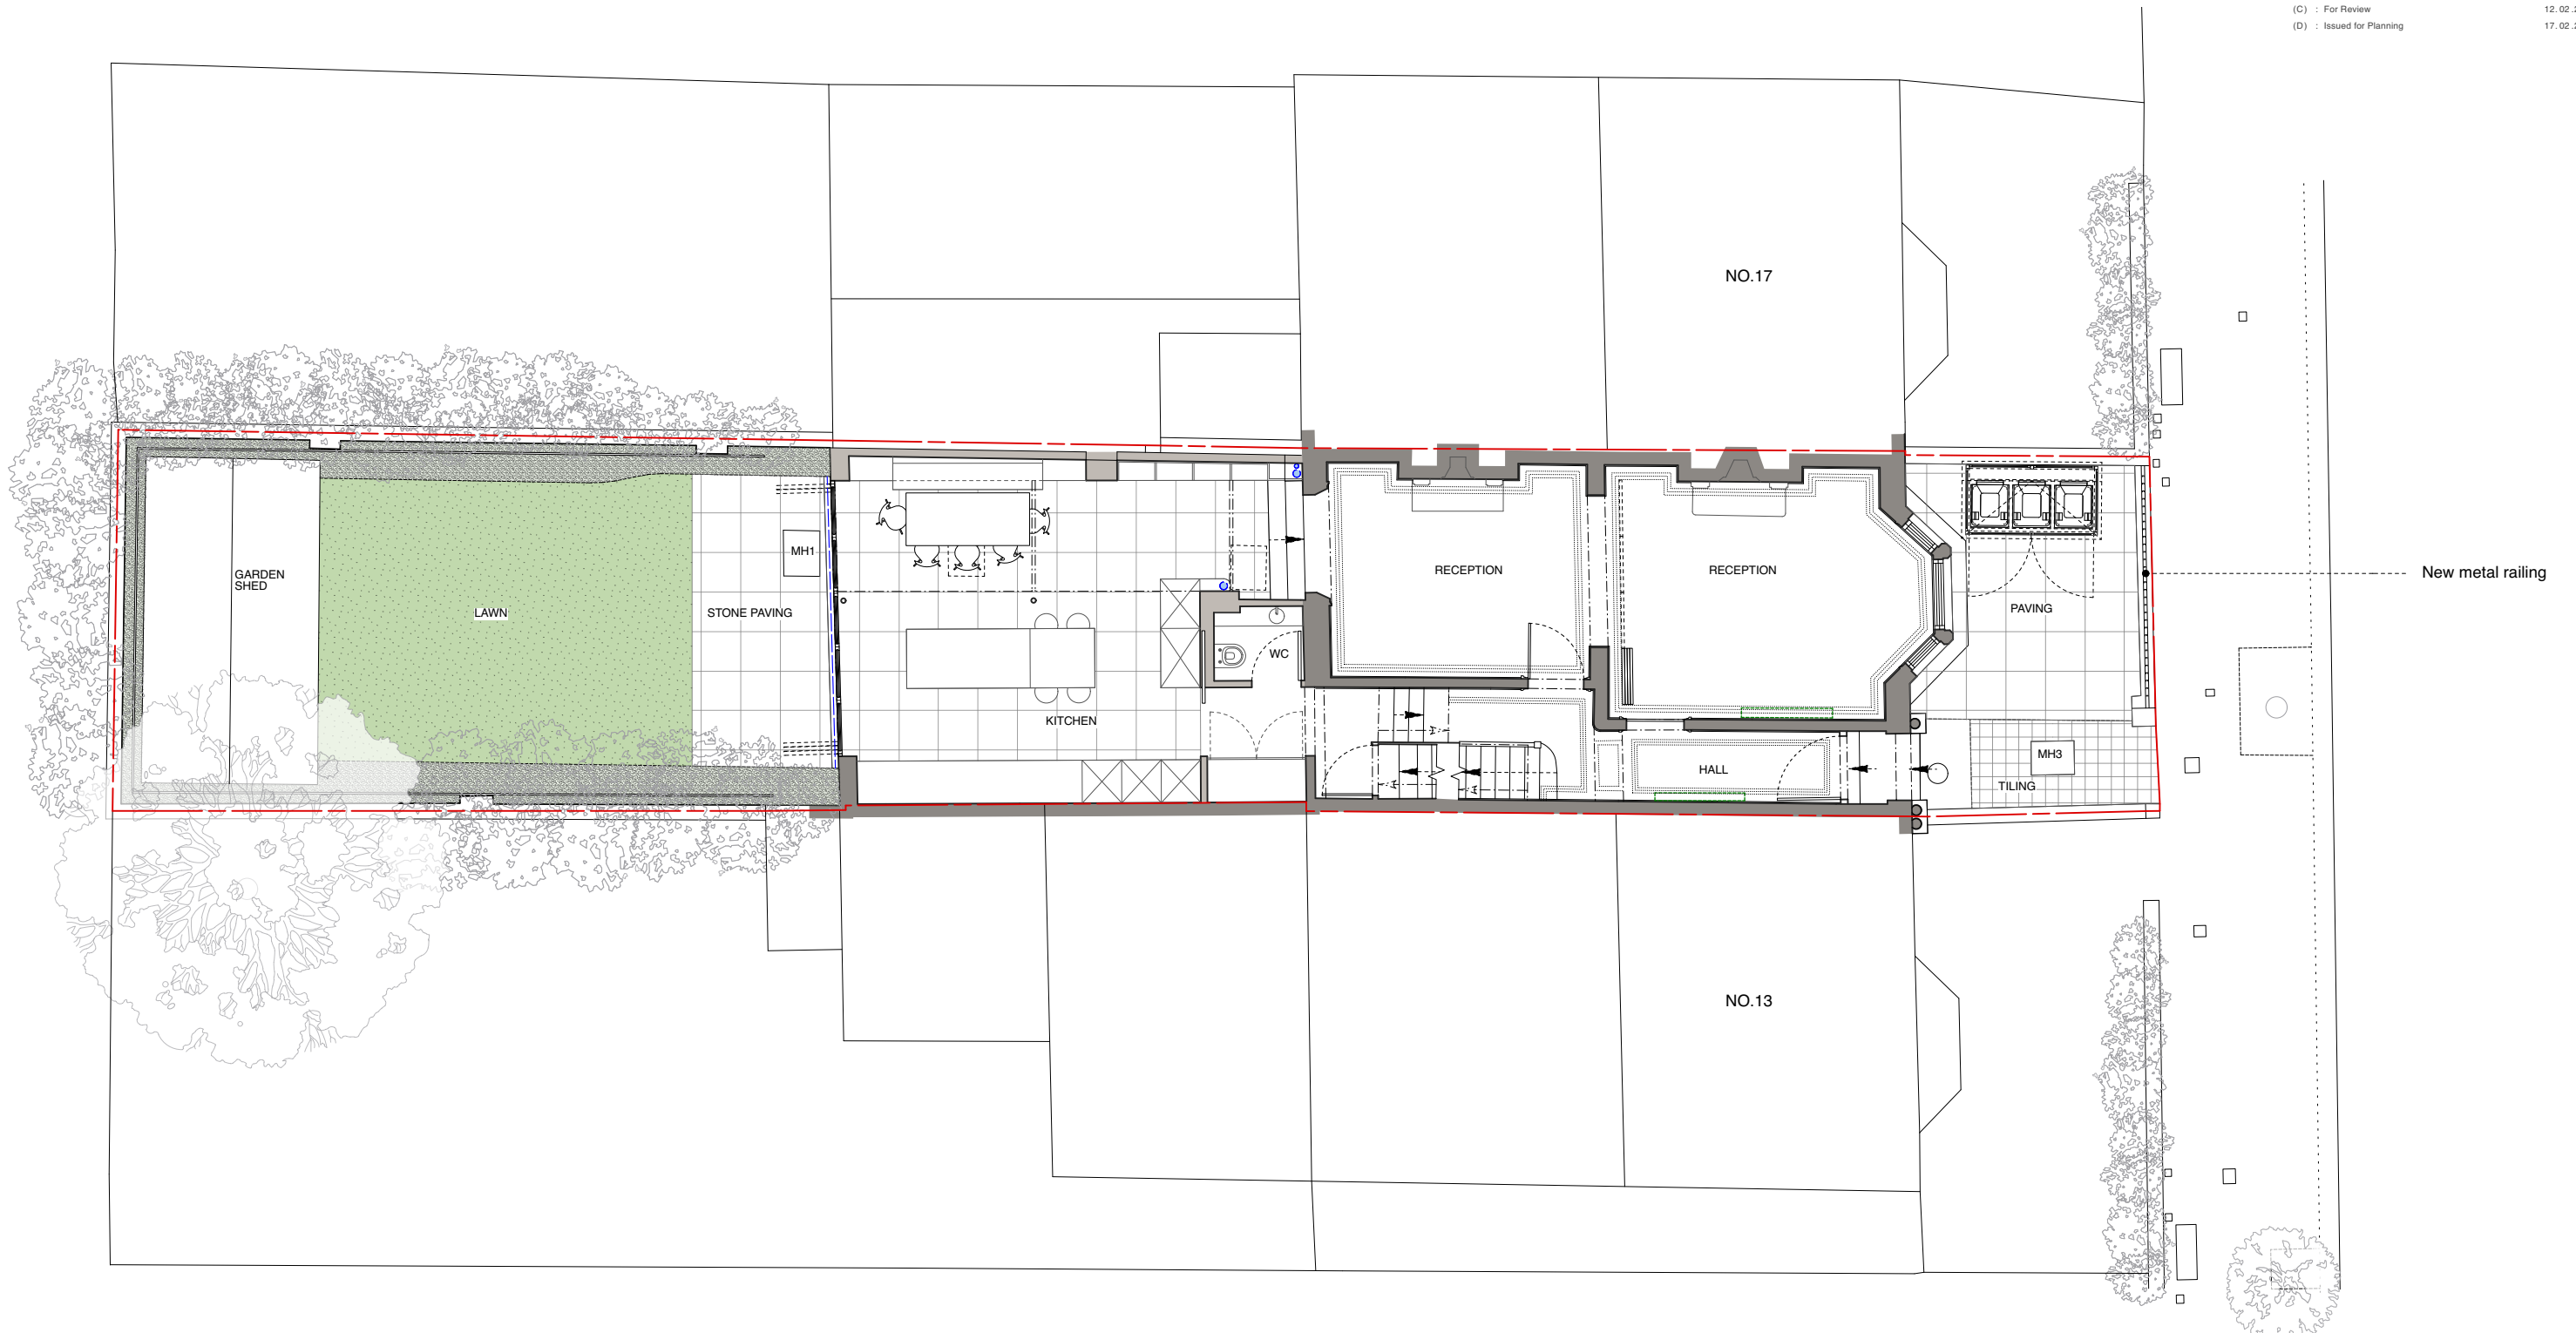 (C) : For Review 12.02.
(D) : Issued for Planning 17.02.
NO.17
MH1
GARDEN
SHED
LAWN
STONE PAVING
RECEPTION
RECEPTION
New metal railing
PAVING
WC
KITCHEN
HALL
MH3
TILING
NO.13